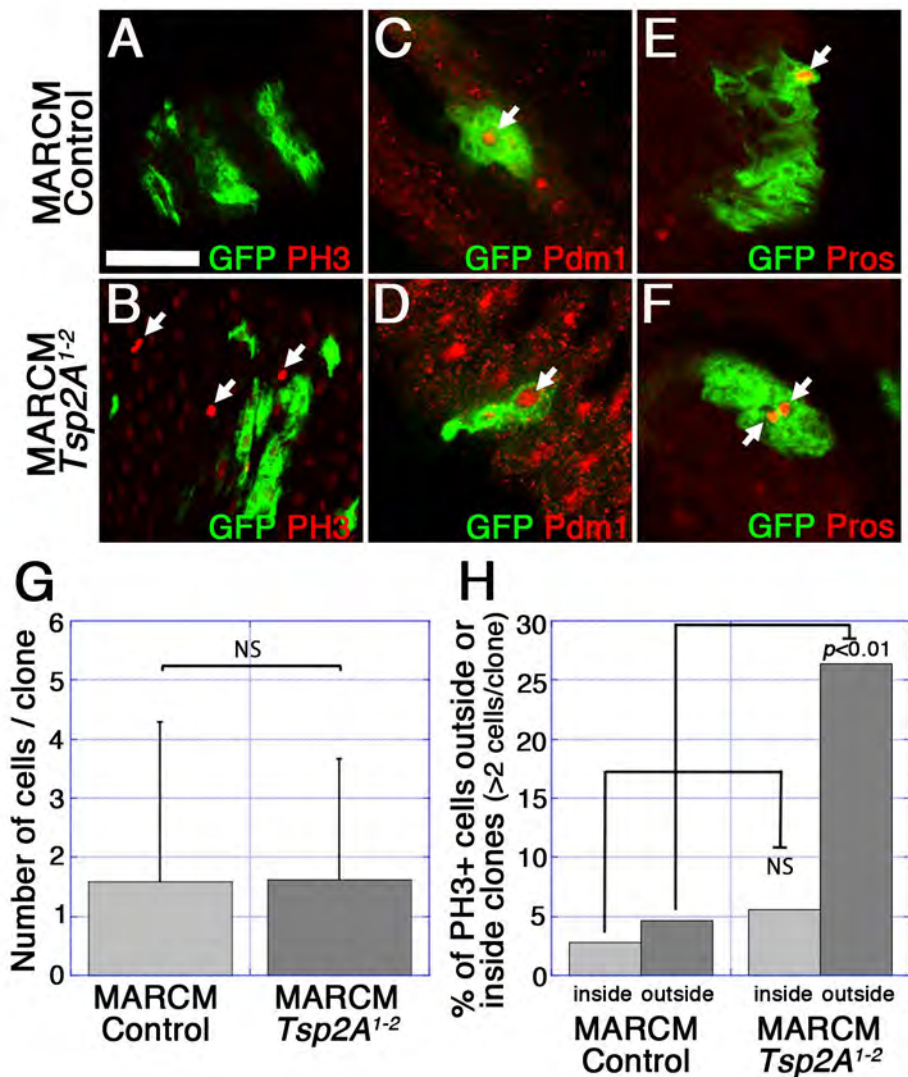 MARCM
Control
A
GFP PH3
C
GFP Pdm1
E
GFP Pros
MARCM
Tsp2A1-2
B
GFP PH3
D
GFP Pdm1
F
GFP Pros
G
Number of cells / clone
6
5
4
3
2
1
0
NS
MARCM
Control
MARCM
Tsp2A1-2
H
% of PH3+ cells outside or
inside clones (>2 cells/clone)
30
25
20
15
10
5
0
p<0.01
NS
inside outside
inside outside
MARCM
Control
MARCM
Tsp2A1-2